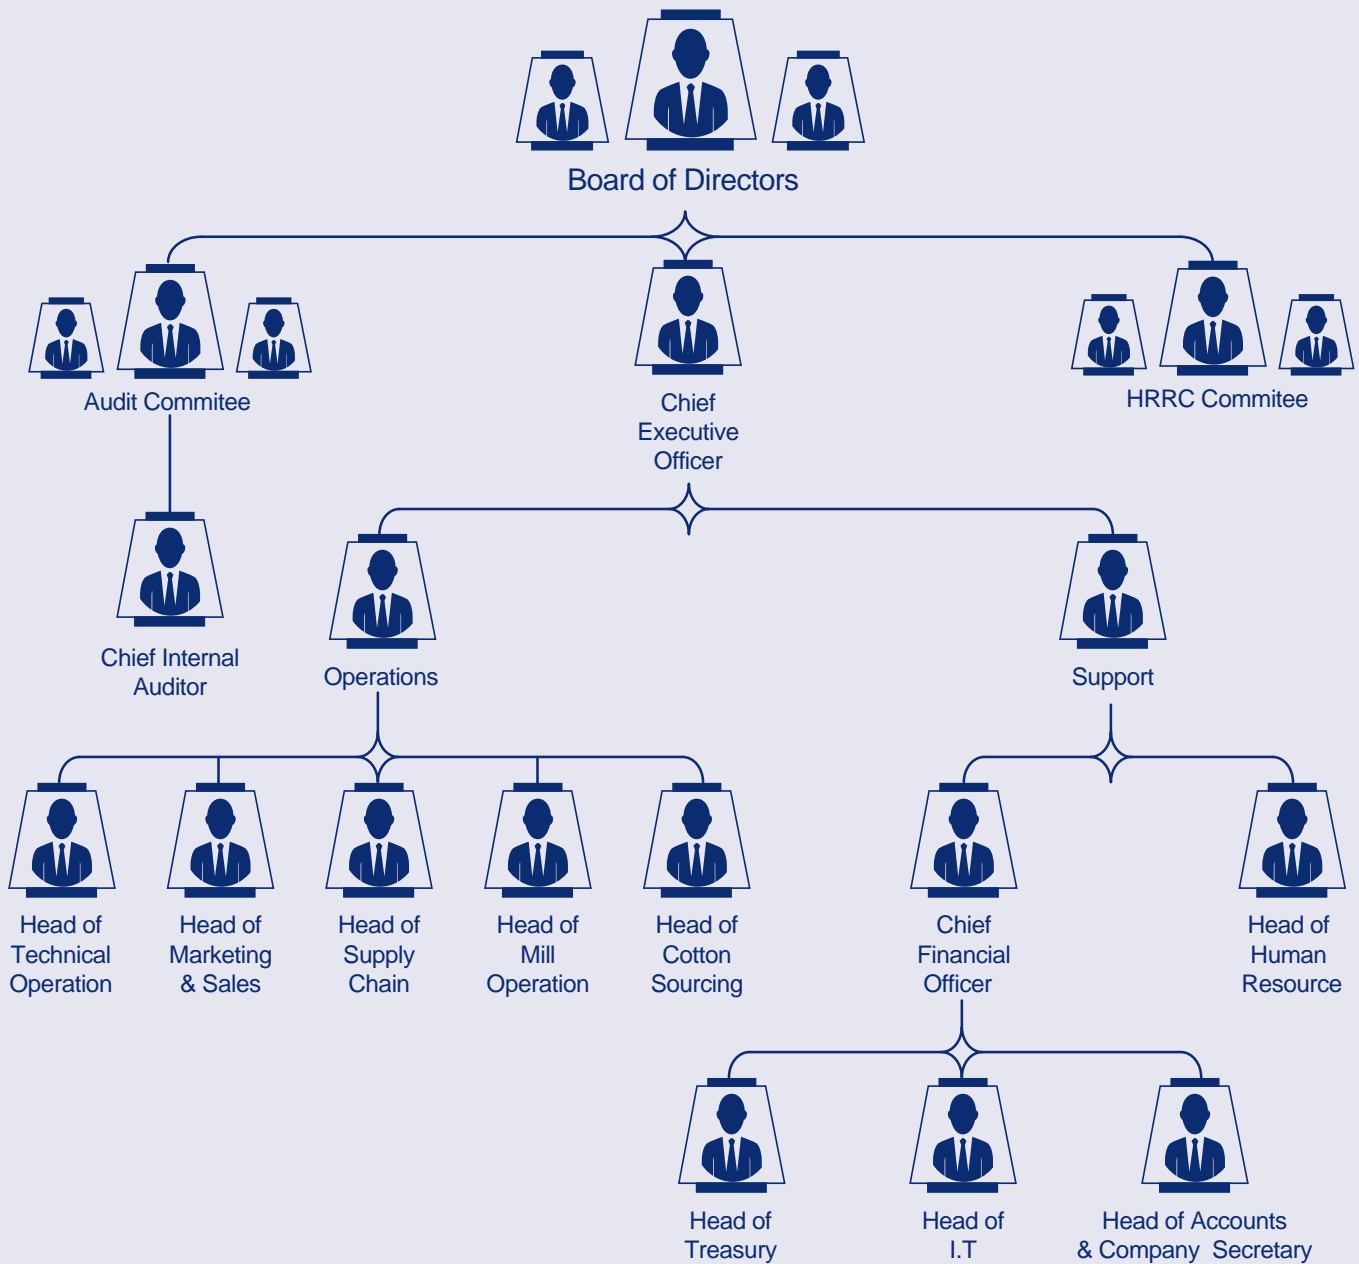 Board of Directors
Audit Commitee
Chief
Executive
Officer
HRRC Commitee
Chief Internal
Auditor
Operations
Support
Head of
Technical
Operation
Head of
Marketing
& Sales
Head of
Supply
Chain
Head of
Mill
Operation
Head of
Cotton
Sourcing
Chief
Financial
Officer
Head of
Human
Resource
Head of
Treasury
Head of
I.T
Head of Accounts
& Company Secretary